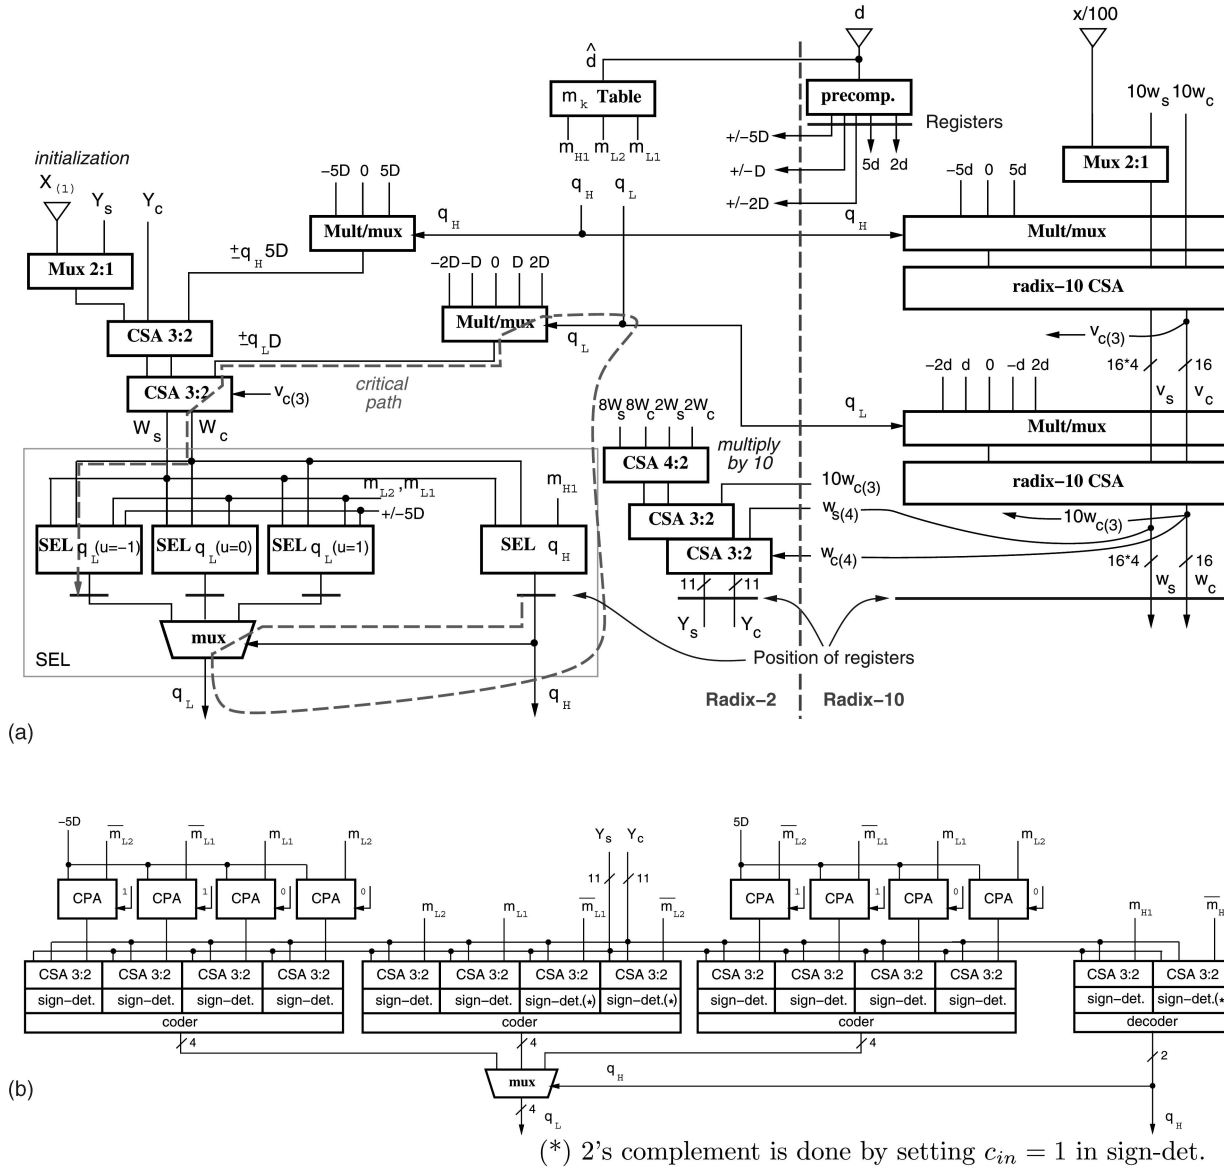 d
x/100
d̂
m_k Table
precomp.
10w_s 10w_c
Registers
m_H1 m_L2 m_L1
+/−5D
+/−D
+/−2D
5d 2d
Mux 2:1
initialization
X_(1)
Y_s
Y_c
−5D 0 5D
q_H
q_L
−5d 0 5d
Mult/mux
q_H
q_H
Mult/mux
±q_H 5D
Mux 2:1
−2D −D 0 D 2D
radix−10 CSA
CSA 3:2
Mult/mux
q_L
v_c(3)
±q_L D
−2d d 0 −d 2d
16*4
16
v_s
v_c
CSA 3:2
v_c(3)
critical
path
W_s
W_c
8W_s 8W_c 2W_s 2W_c
q_L
Mult/mux
CSA 4:2
multiply
by 10
m_L2 , m_L1
m_H1
10w_c(3)
radix−10 CSA
+/−5D
w_s(4)
CSA 3:2
10w_c(3)
SEL q_L (u=−1)
SEL q_L (u=0)
SEL q_L (u=1)
SEL q_H
CSA 3:2
w_c(4)
16*4
16
w_s
w_c
11
11
Y_s
Y_c
mux
SEL
Position of registers
q_L
q_H
Radix−2
Radix−10
(a)
−5D
m̅_L2
m̅_L1
m_L1
m_L2
Y_s
Y_c
5D
m̅_L2
m̅_L1
m_L1
m_L2
CPA 1
CPA 1
CPA 0
CPA 0
11
11
CPA 1
CPA 1
CPA 0
CPA 0
m_L2
m_L1
m̅_L1
m̅_L2
m_H1
m̅_H
CSA 3:2 CSA 3:2 CSA 3:2 CSA 3:2
CSA 3:2 CSA 3:2 CSA 3:2 CSA 3:2
CSA 3:2 CSA 3:2 CSA 3:2 CSA 3:2
CSA 3:2 CSA 3:2
sign−det. sign−det. sign−det. sign−det.
sign−det. sign−det. sign−det.(*) sign−det.(*)
sign−det. sign−det. sign−det. sign−det.
sign−det. sign−det.(*
coder
coder
coder
decoder
4
4
4
2
q_H
mux
(b)
4
q_L
q_H
(*) 2's complement is done by setting c_in = 1 in sign-det.